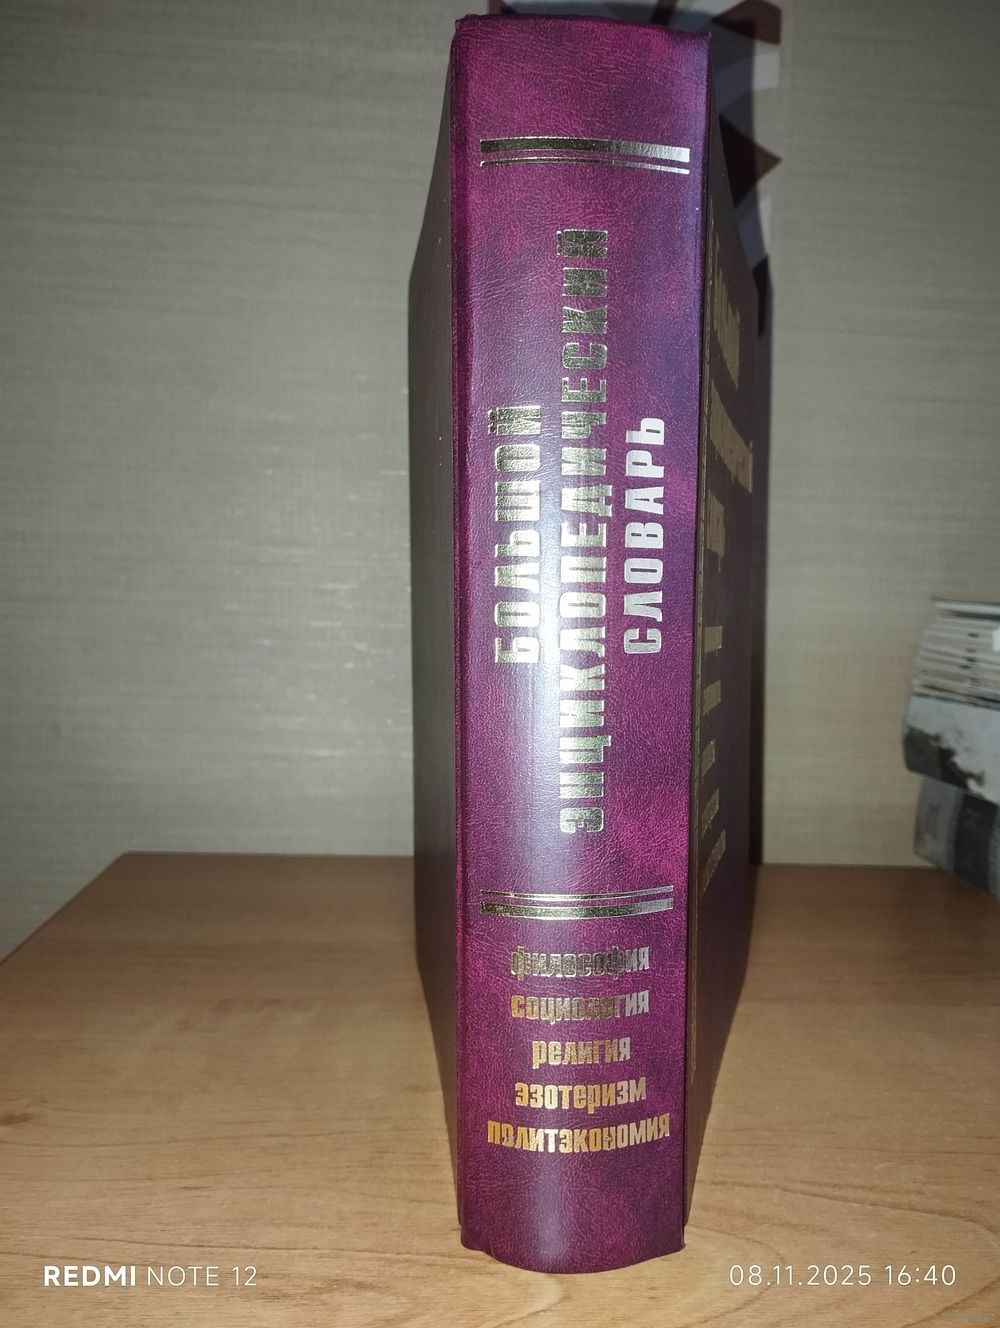 БОЛЬШОЙ
ЭНЦИКЛОПЕДИЧЕСКИЙ
СЛОВАРЬ
философия
социология
религия
эзотеризм
политэкономия
REDMI NOTE 12
08.11.2025 16:40